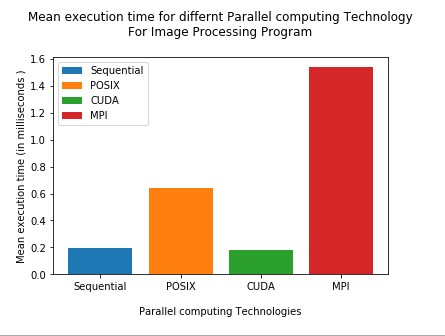 Mean execution time for differnt Parallel computing Technology
For Image Processing Program
Mean execution time (in milliseconds )
1.6
1.4
1.2
1.0
0.8
0.6
0.4
0.2
0.0
Sequential
POSIX
CUDA
MPI
Sequential POSIX CUDA MPI
Parallel computing Technologies